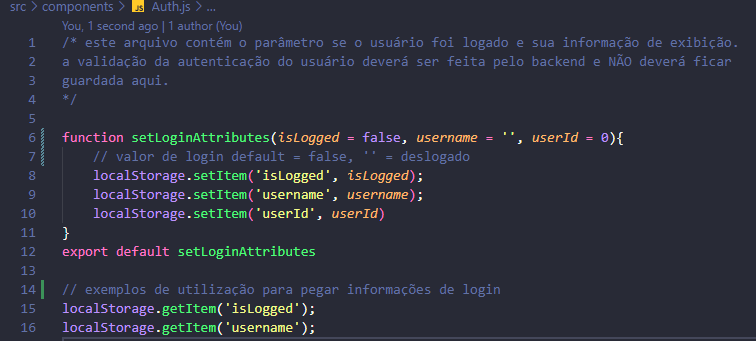 src > components > JS Auth.js > ...
You, 1 second ago | 1 author (You)
1 /* este arquivo contém o parâmetro se o usuário foi logado e sua informação de exibição.
2 a validação da autenticação do usuário deverá ser feita pelo backend e NÃO deverá ficar
3 guardada aqui.
4 */
5
6 function setLoginAttributes(isLogged = false, username = '', userId = 0){
7 // valor de login default = false, '' = deslogado
8 localStorage.setItem('isLogged', isLogged);
9 localStorage.setItem('username', username);
10 localStorage.setItem('userId', userId)
11 }
12 export default setLoginAttributes
13
14 // exemplos de utilização para pegar informações de login
15 localStorage.getItem('isLogged');
16 localStorage.getItem('username');